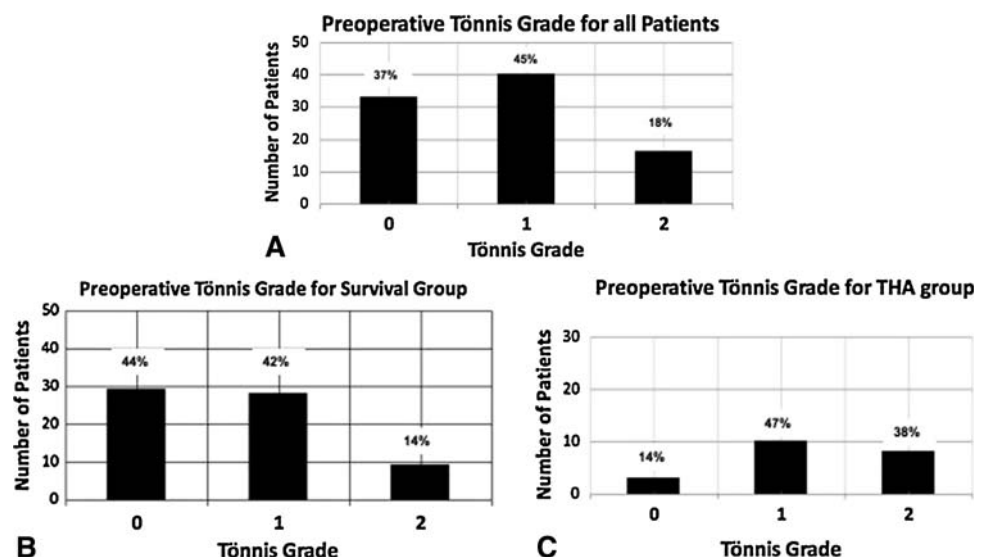 Preoperative Tönnis Grade for all Patients
Number of Patients
50
40
30
20
10
0
37%
45%
18%
0 1 2
Tönnis Grade
A
Preoperative Tönnis Grade for Survival Group
Number of Patients
50
40
30
20
10
0
44%
42%
14%
0 1 2
Tönnis Grade
B
Preoperative Tönnis Grade for THA group
Number of Patients
30
20
10
0
14%
47%
38%
0 1 2
Tönnis Grade
C